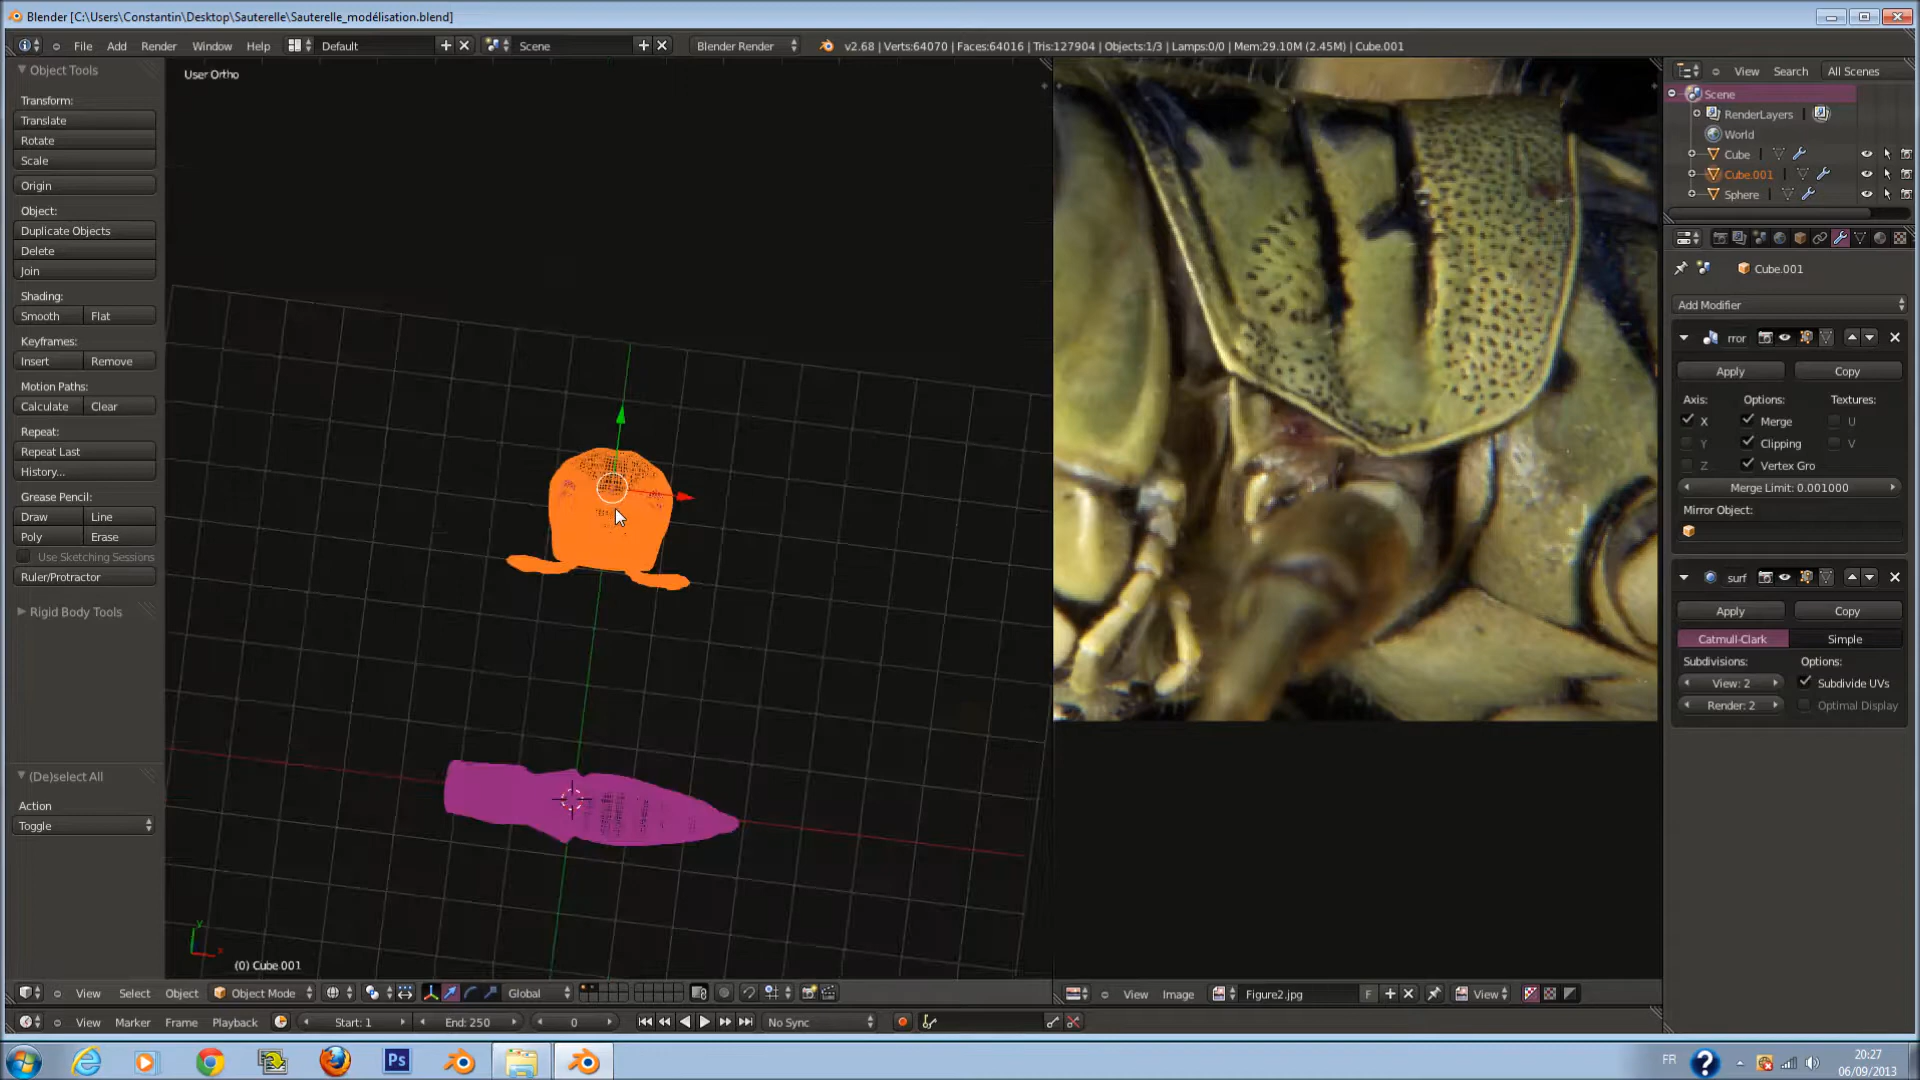 Blender [C:\Users\Constantin\Desktop\Sauterelle\Sauterelle_modélisation.blend]
File Add Render Window Help Default Scene Blender Render v2.68 | Verts:64070 | Faces:64016 | Tris:127904 | Objects:1/3 | Lamps:0/0 | Mem:29.10M (2.45M) | Cube.001
Object Tools
Transform:
Translate
Rotate
Scale
Origin
Object:
Duplicate Objects
Delete
Join
Shading:
Smooth Flat
Keyframes:
Insert Remove
Motion Paths:
Calculate Clear
Repeat:
Repeat Last
History...
Grease Pencil:
Draw Line
Poly Erase
Use Sketching Sessions
Ruler/Protractor
Rigid Body Tools
(De)select All
Action
Toggle
User Ortho
y
x
(0) Cube 001
View Select Object Object Mode Global
View Image Figure2.jpg F View
View Marker Frame Playback Start: 1 End: 250 0 No Sync
View Search All Scenes
Scene
RenderLayers
World
Cube
Cube.001
Sphere
Cube.001
Add Modifier
rror
Apply Copy
Axis: Options: Textures:
X Merge U
Y Clipping V
Z Vertex Gro
Merge Limit: 0.001000
Mirror Object:
surf
Apply Copy
Catmull-Clark Simple
Subdivisions: Options:
View: 2 Subdivide UVs
Render: 2 Optimal Display
Ps
FR
20:27
06/09/2013